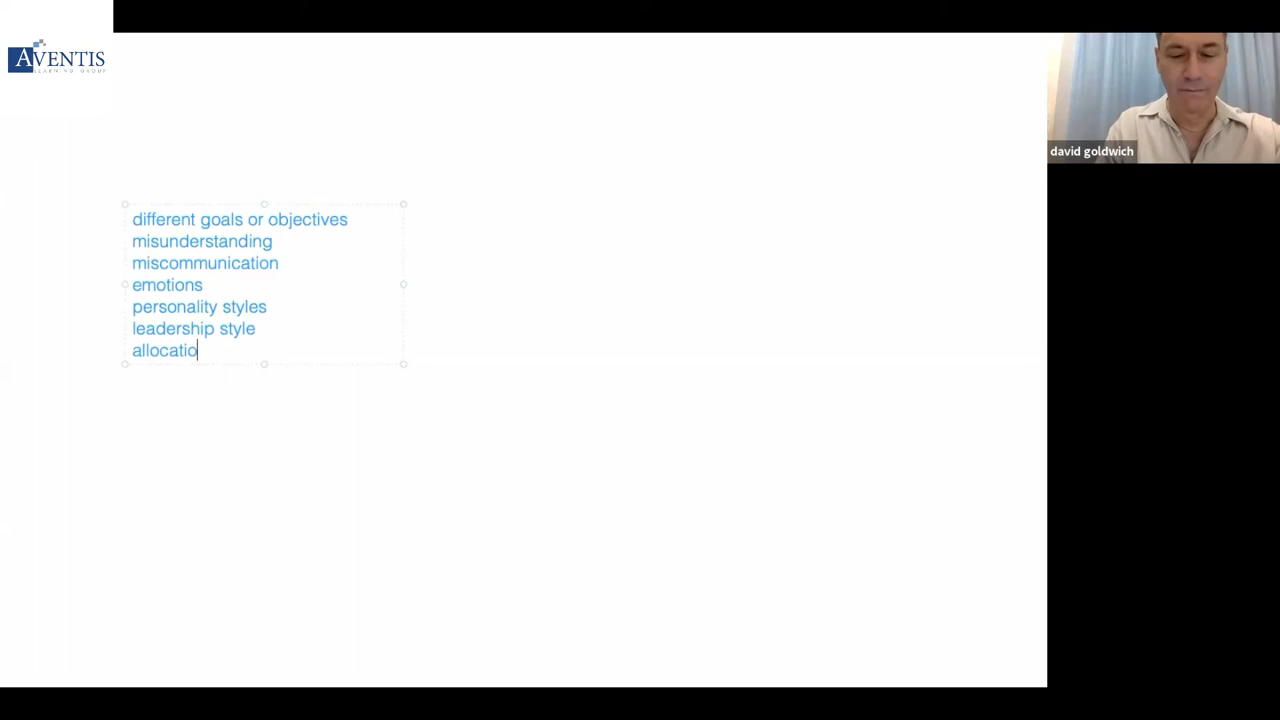 AVENTIS
LEARNING GROUP
david goldwich
different goals or objectives
misunderstanding
miscommunication
emotions
personality styles
leadership style
allocatio